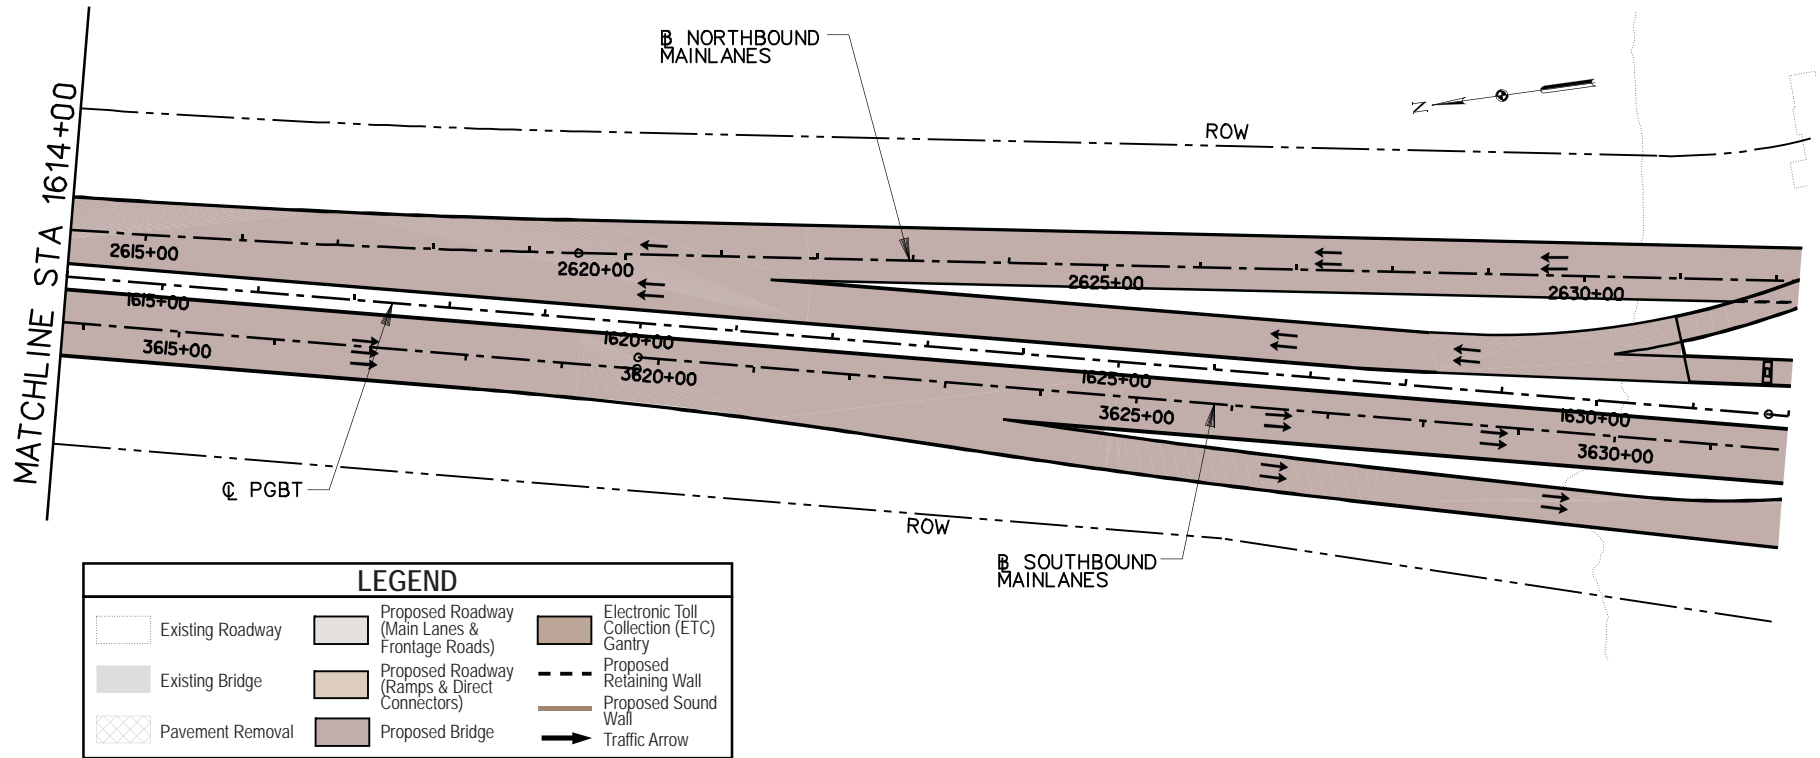 MATCHLINE STA 1614+00
℄ NORTHBOUND
MAINLANES
N
ROW
2615+00
2620+00
2625+00
2630+00
1615+00
1620+00
1625+00
1630+00
3615+00
3620+00
3625+00
3630+00
℄ PGBT
ROW
SOUTHBOUND
MAINLANES
LEGEND
Existing Roadway
Existing Bridge
Pavement Removal
Proposed Roadway
(Main Lanes &
Frontage Roads)
Proposed Roadway
(Ramps & Direct
Connectors)
Proposed Bridge
Electronic Toll
Collection (ETC)
Gantry
Proposed
Retaining Wall
Proposed Sound
Wall
Traffic Arrow